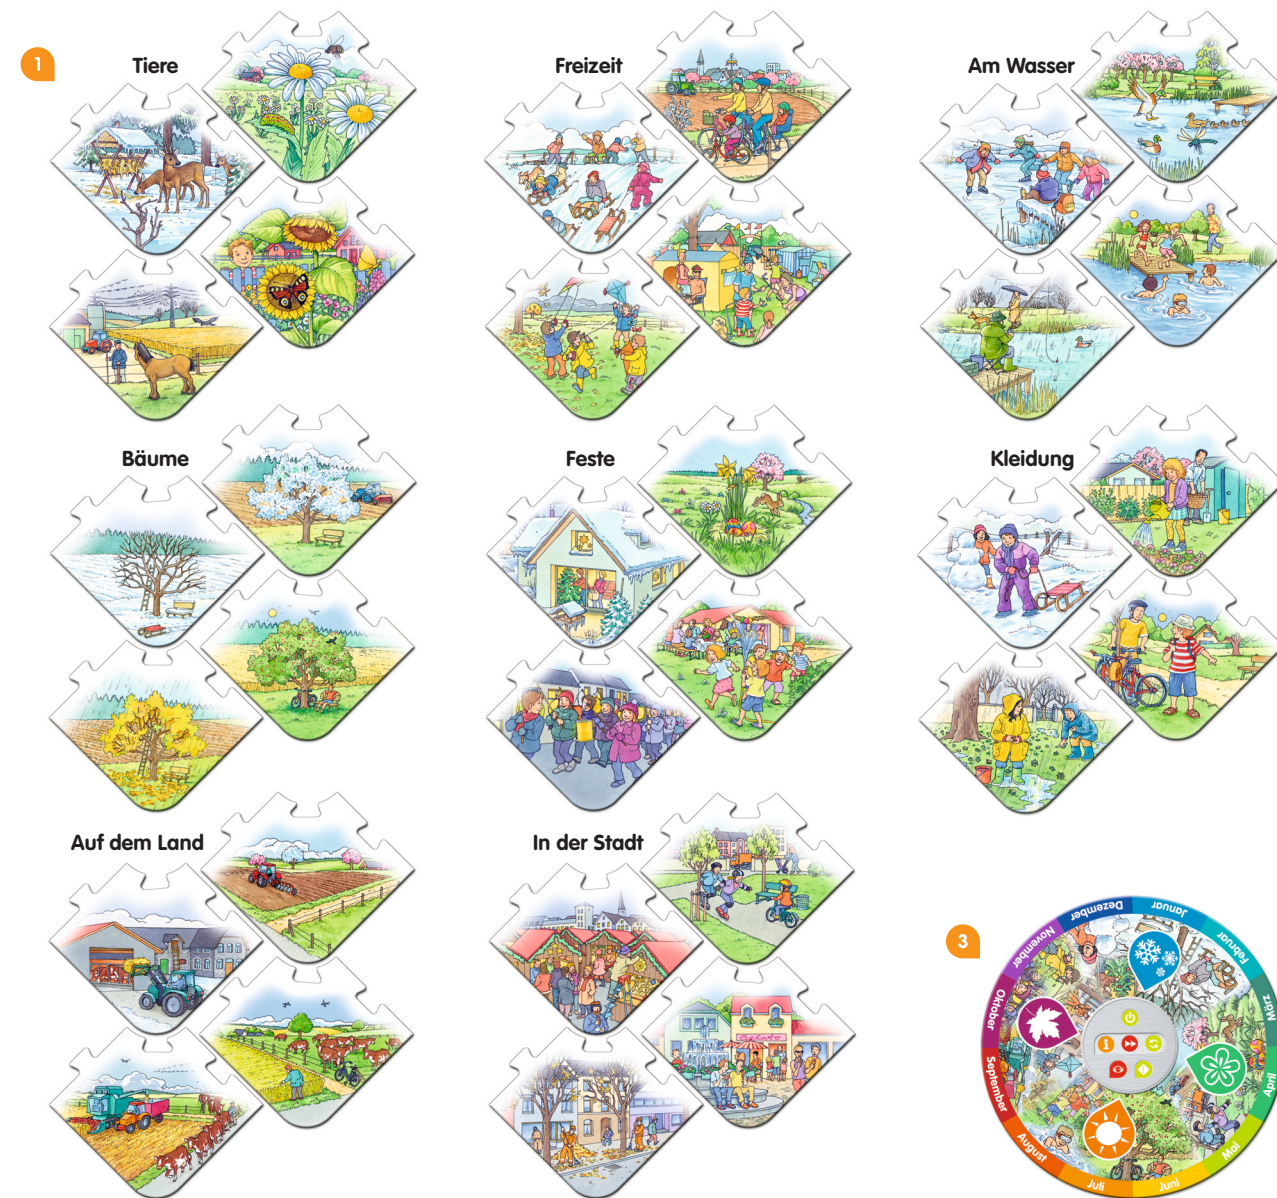 1
Tiere
Freizeit
Am Wasser
Bäume
Feste
Kleidung
Auf dem Land
In der Stadt
3
Januar
Februar
März
April
Mai
Juni
Juli
August
September
Oktober
November
Dezember